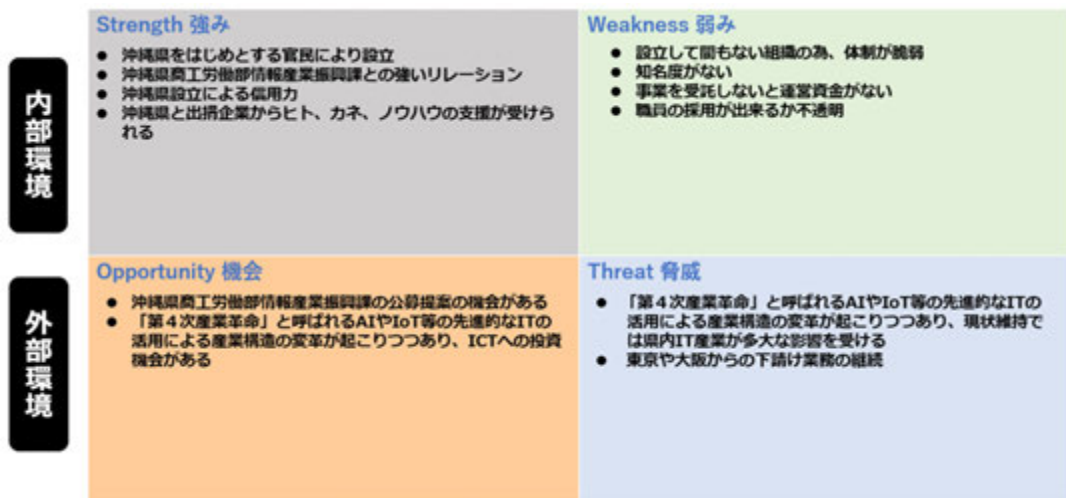 内部環境
Strength 強み
● 沖縄県をはじめとする官民により設立
● 沖縄県商工労働部情報産業振興課との強いリレーション
● 沖縄県設立による信用力
● 沖縄県と出捐企業からヒト、カネ、ノウハウの支援が受けら
れる
Weakness 弱み
● 設立して間もない組織の為、体制が脆弱
● 知名度がない
● 事業を受託しないと運営資金がない
● 職員の採用が出来るか不透明
外部環境
Opportunity 機会
● 沖縄県商工労働部情報産業振興課の公募提案の機会がある
● 「第４次産業革命」と呼ばれるAIやIoT等の先進的なITの
活用による産業構造の変革が起こりつつあり、ICTへの投資
機会がある
Threat 脅威
● 「第４次産業革命」と呼ばれるAIやIoT等の先進的なITの
活用による産業構造の変革が起こりつつあり、現状維持で
は県内IT産業が多大な影響を受ける
● 東京や大阪からの下請け業務の継続